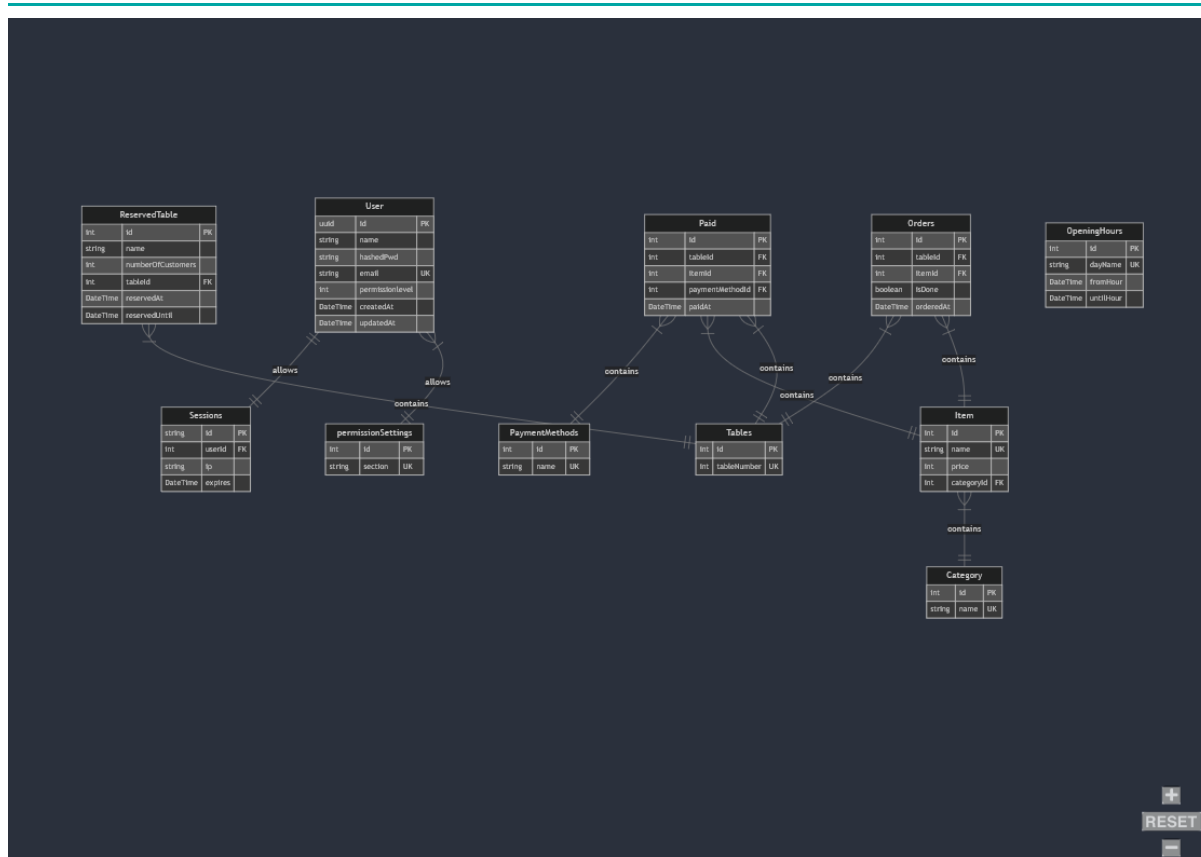 ReservedTable
int id PK
string name
int numberOfCustomers
int tableId FK
DateTime reservedAt
DateTime reservedUntil
User
uuid id PK
string name
string hashedPwd
string email UK
int permissionLevel
DateTime createdAt
DateTime updatedAt
Paid
int id PK
int tableId FK
int itemId FK
int paymentMethodId FK
DateTime paidAt
Orders
int id PK
int tableId FK
int itemId FK
boolean isDone
DateTime orderedAt
OpeningHours
int id PK
string dayName UK
DateTime fromHour
DateTime untilHour
allows
allows
contains
contains
contains
contains
contains
contains
Sessions
string id PK
int userId FK
string ip
DateTime expires
permissionSettings
int id PK
string section UK
PaymentMethods
int id PK
string name UK
Tables
int id PK
int tableNumber UK
Item
int id PK
string name UK
int price
int categoryId FK
contains
Category
int id PK
string name UK
+
RESET
-